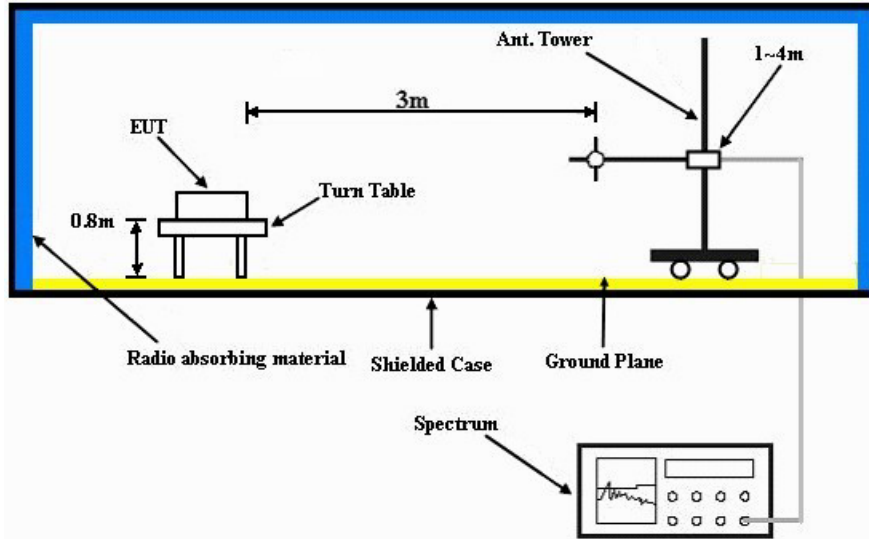 Ant. Tower
1~4m
3m
EUT
Turn Table
0.8m
Radio absorbing material
Shielded Case
Ground Plane
Spectrum